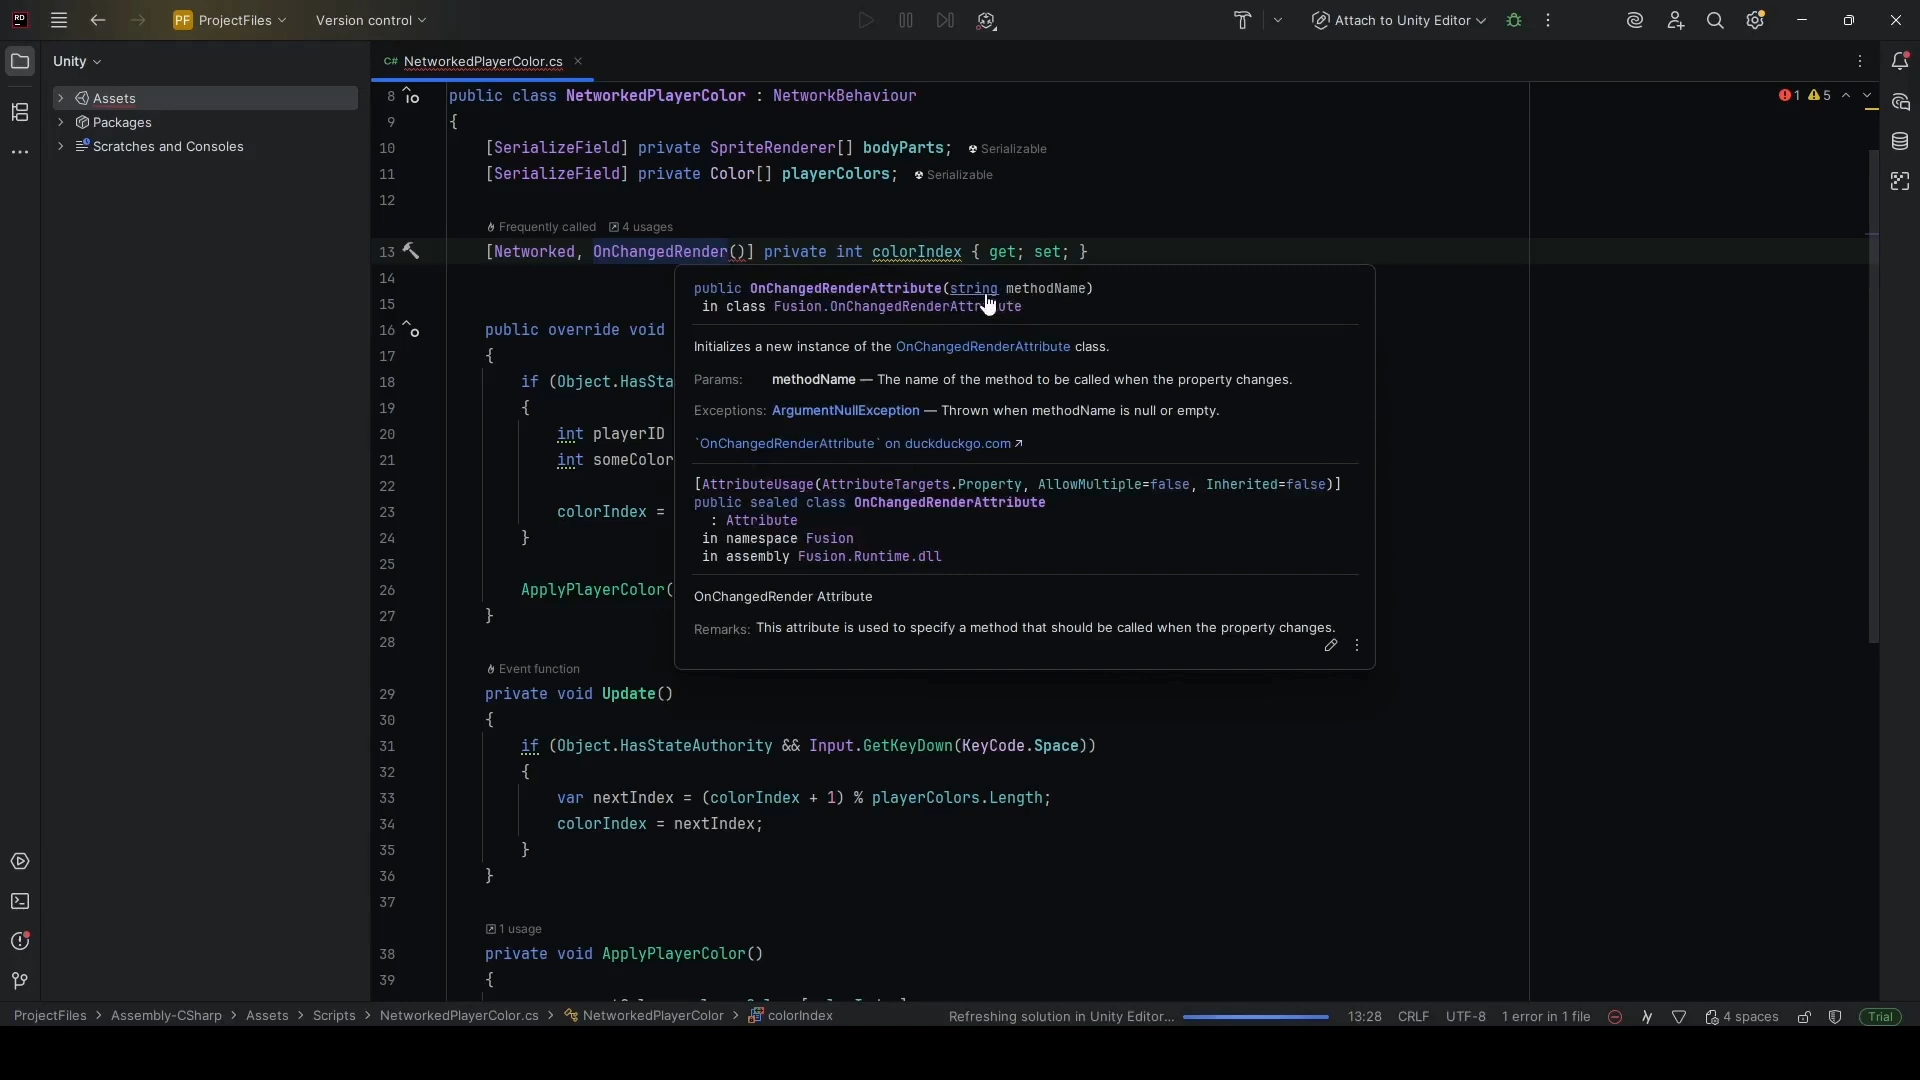 RD PF ProjectFiles Version control Attach to Unity Editor
Unity
C# NetworkedPlayerColor.cs
Assets
Packages
Scratches and Consoles
1 5
8 public class NetworkedPlayerColor : NetworkBehaviour
9 {
10 [SerializeField] private SpriteRenderer[] bodyParts; Serializable
11 [SerializeField] private Color[] playerColors; Serializable
12
Frequently called 4 usages
13 [Networked, OnChangedRender()] private int colorIndex { get; set; }
14
15
16 public override void
17 {
18 if (Object.HasSta
19 {
20 int playerID
21 int someColor
22
23 colorIndex =
24 }
25
26 ApplyPlayerColor(
27 }
28
public OnChangedRenderAttribute(string methodName)
in class Fusion.OnChangedRenderAttribute
Initializes a new instance of the OnChangedRenderAttribute class.
Params: methodName — The name of the method to be called when the property changes.
Exceptions: ArgumentNullException — Thrown when methodName is null or empty.
`OnChangedRenderAttribute` on duckduckgo.com↗
[AttributeUsage(AttributeTargets.Property, AllowMultiple=false, Inherited=false)]
public sealed class OnChangedRenderAttribute
: Attribute
in namespace Fusion
in assembly Fusion.Runtime.dll
OnChangedRender Attribute
Remarks: This attribute is used to specify a method that should be called when the property changes.
Event function
29 private void Update()
30 {
31 if (Object.HasStateAuthority && Input.GetKeyDown(KeyCode.Space))
32 {
33 var nextIndex = (colorIndex + 1) % playerColors.Length;
34 colorIndex = nextIndex;
35 }
36 }
37
1 usage
38 private void ApplyPlayerColor()
39 {
ProjectFiles > Assembly-CSharp > Assets > Scripts > NetworkedPlayerColor.cs > NetworkedPlayerColor > colorIndex Refreshing solution in Unity Editor... 13:28 CRLF UTF-8 1 error in 1 file 4 spaces Trial